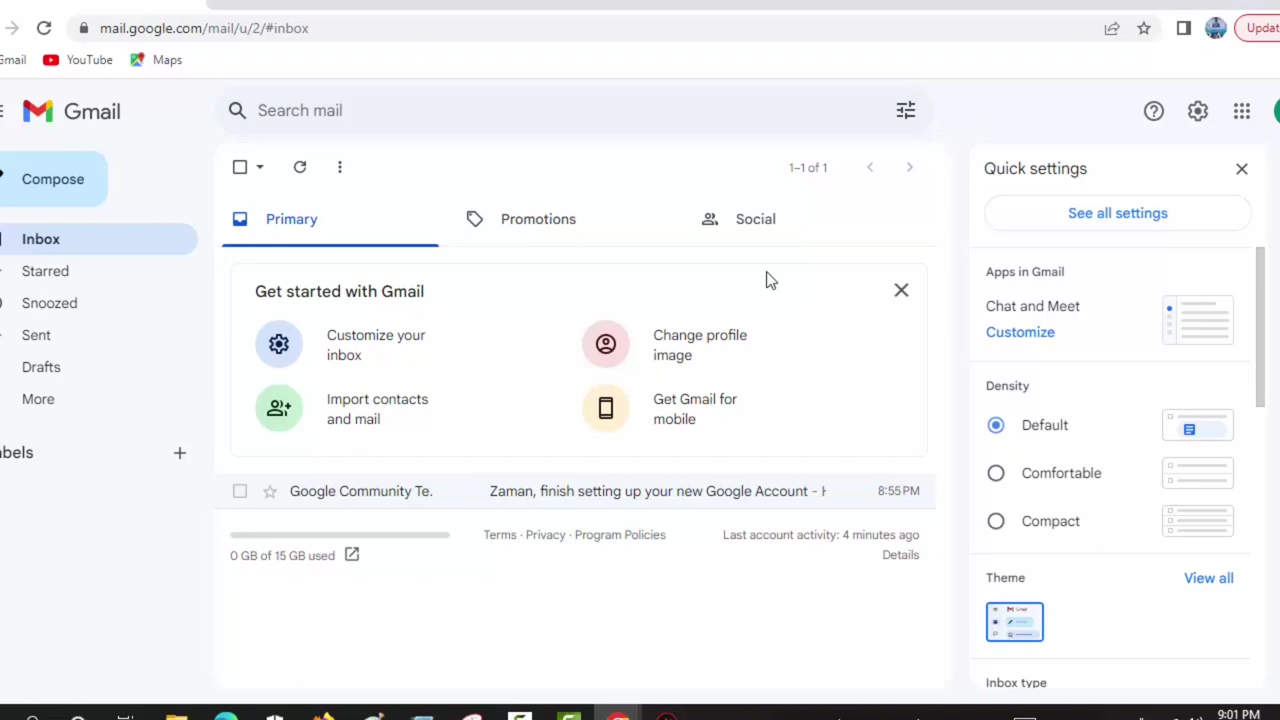 mail.google.com/mail/u/2/#inbox
Updat
Gmail
YouTube
Maps
Gmail
Search mail
Compose
Inbox
Starred
Snoozed
Sent
Drafts
More
abels
1–1 of 1
Primary
Promotions
Social
Get started with Gmail
Customize your
inbox
Change profile
image
Import contacts
and mail
Get Gmail for
mobile
Google Community Te. Zaman, finish setting up your new Google Account - H 8:55 PM
0 GB of 15 GB used
Terms · Privacy · Program Policies
Last account activity: 4 minutes ago
Details
Quick settings
See all settings
Apps in Gmail
Chat and Meet
Customize
Density
Default
Comfortable
Compact
Theme
View all
Inbox type
9:01 PM